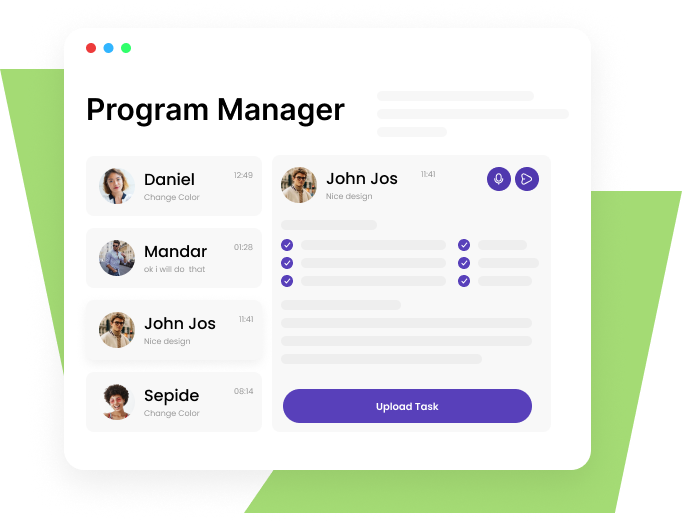 Program Manager
Daniel
12:49
Change Color
Mandar
01:28
ok i will do that
John Jos
11:41
Nice design
Sepide
08:14
Change Color
John Jos
11:41
Nice design
Upload Task